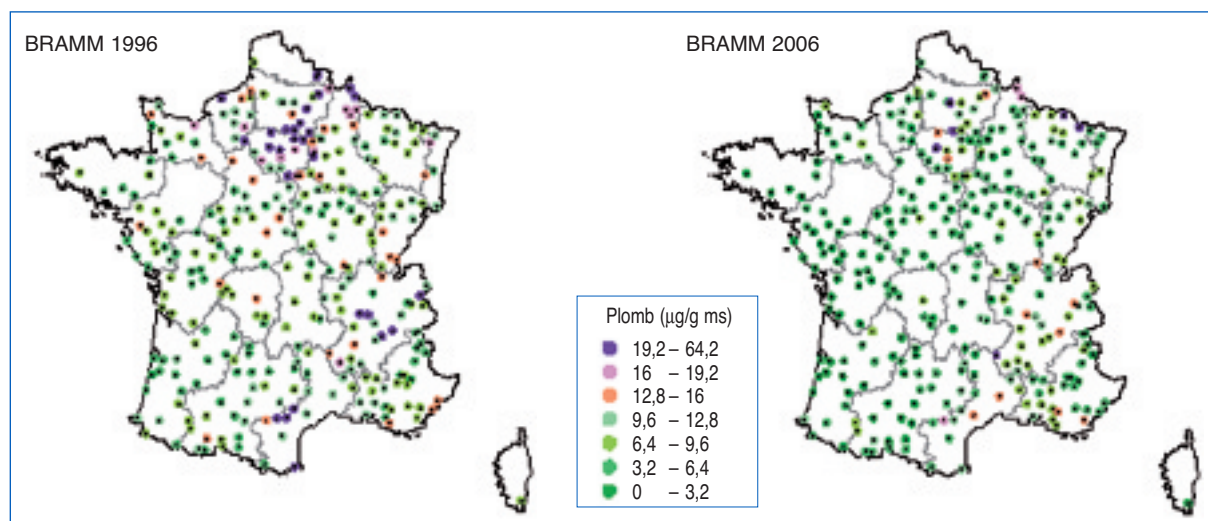 BRAMM 1996
BRAMM 2006
Plomb (µg/g ms)
19,2 – 64,2
16 – 19,2
12,8 – 16
9,6 – 12,8
6,4 – 9,6
3,2 – 6,4
0 – 3,2